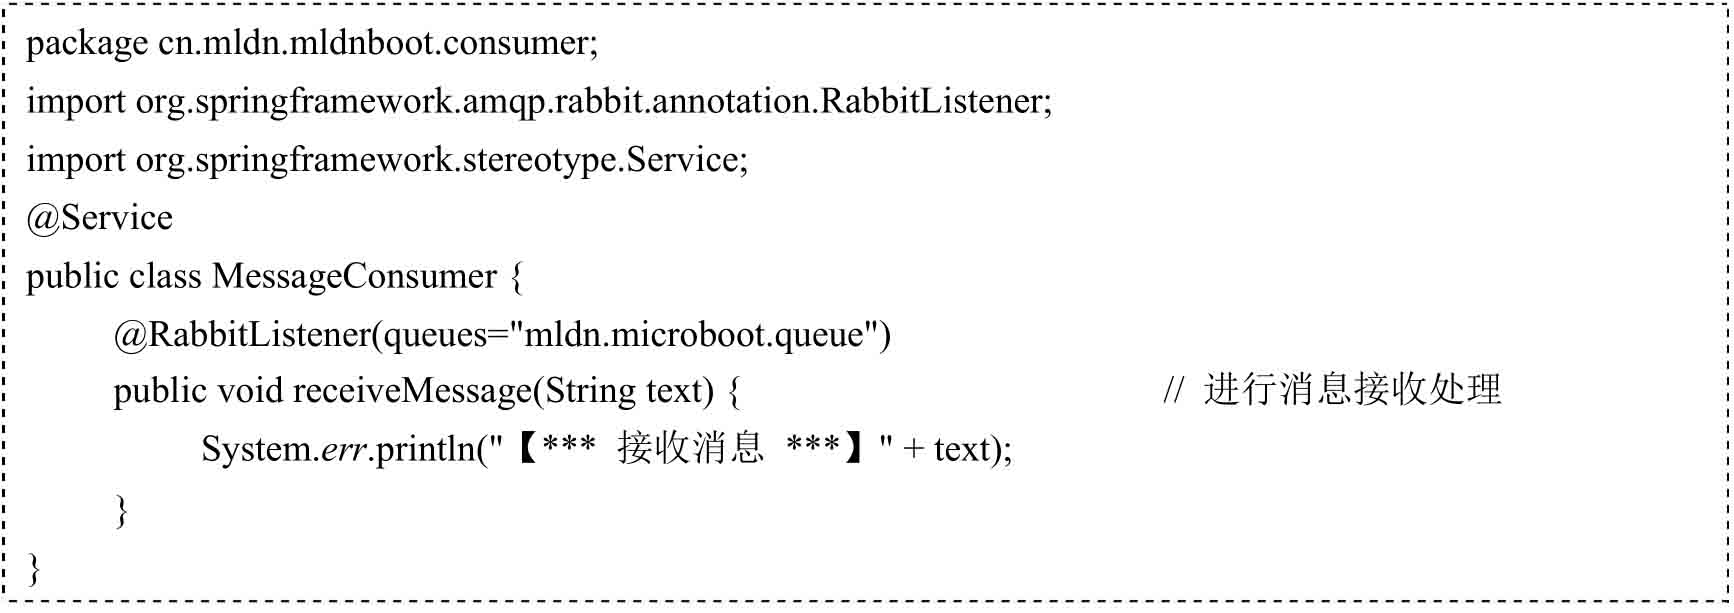 package cn.mldn.mldnboot.consumer;
import org.springframework.amqp.rabbit.annotation.RabbitListener;
import org.springframework.stereotype.Service;
@Service
public class MessageConsumer {
@RabbitListener(queues="mldn.microboot.queue")
public void receiveMessage(String text) { // 进行消息接收处理
System.err.println("【*** 接收消息 ***】" + text);
}
}